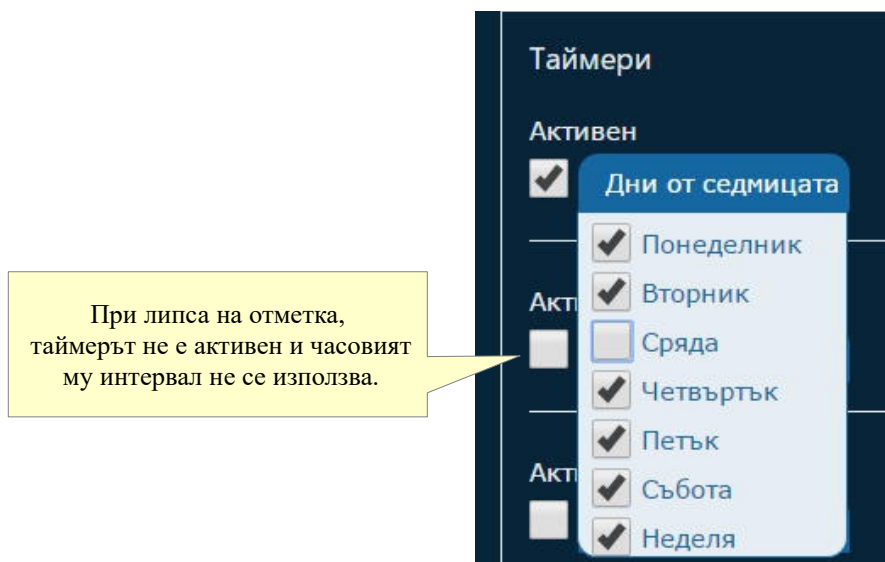 Таймери
Активен
Дни от седмицата
Понеделник
Вторник
Сряда
Четвъртък
Петък
Събота
Неделя
Акт
Акт
При липса на отметка,
таймерът не е активен и часовият
му интервал не се използва.